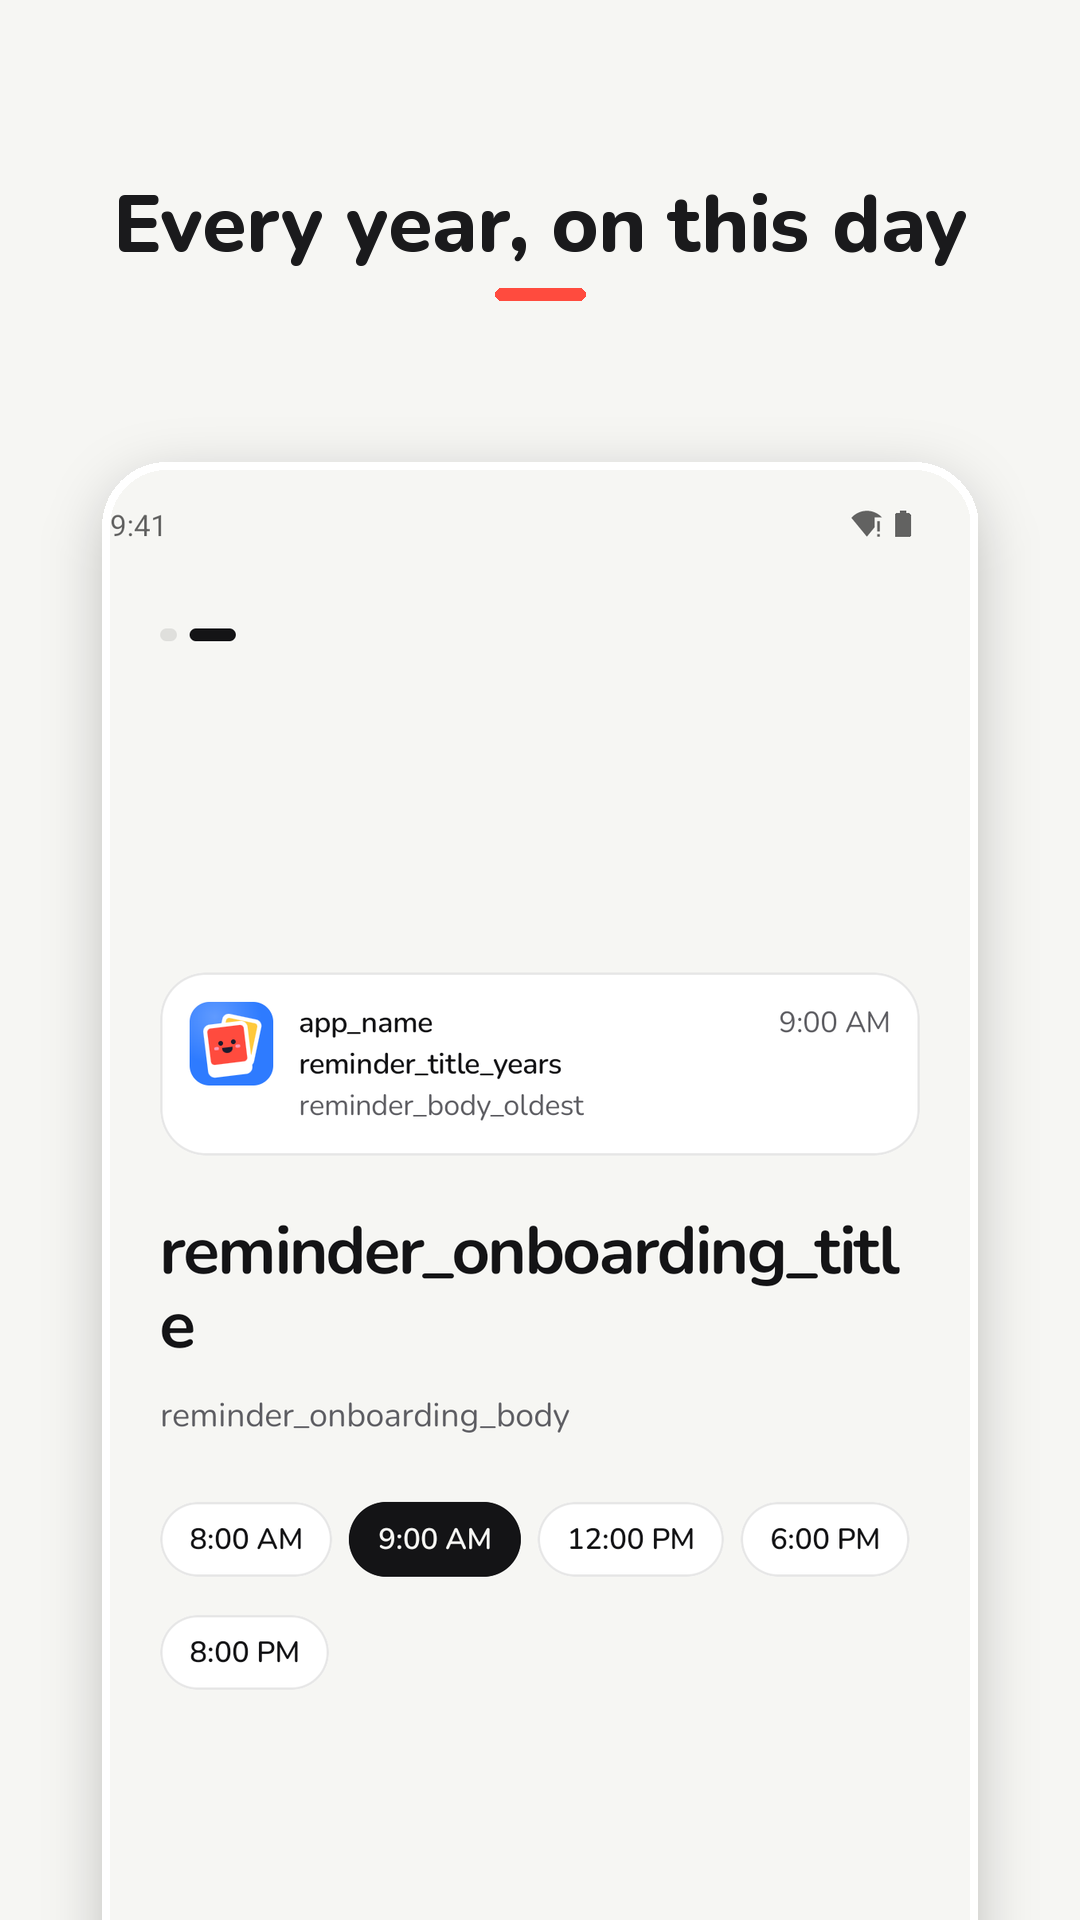 Every year, on this day
9:41
app_name
9:00 AM
reminder_title_years
reminder_body_oldest
reminder_onboarding_titl
e
reminder_onboarding_body
8:00 AM 9:00 AM 12:00 PM 6:00 PM
8:00 PM